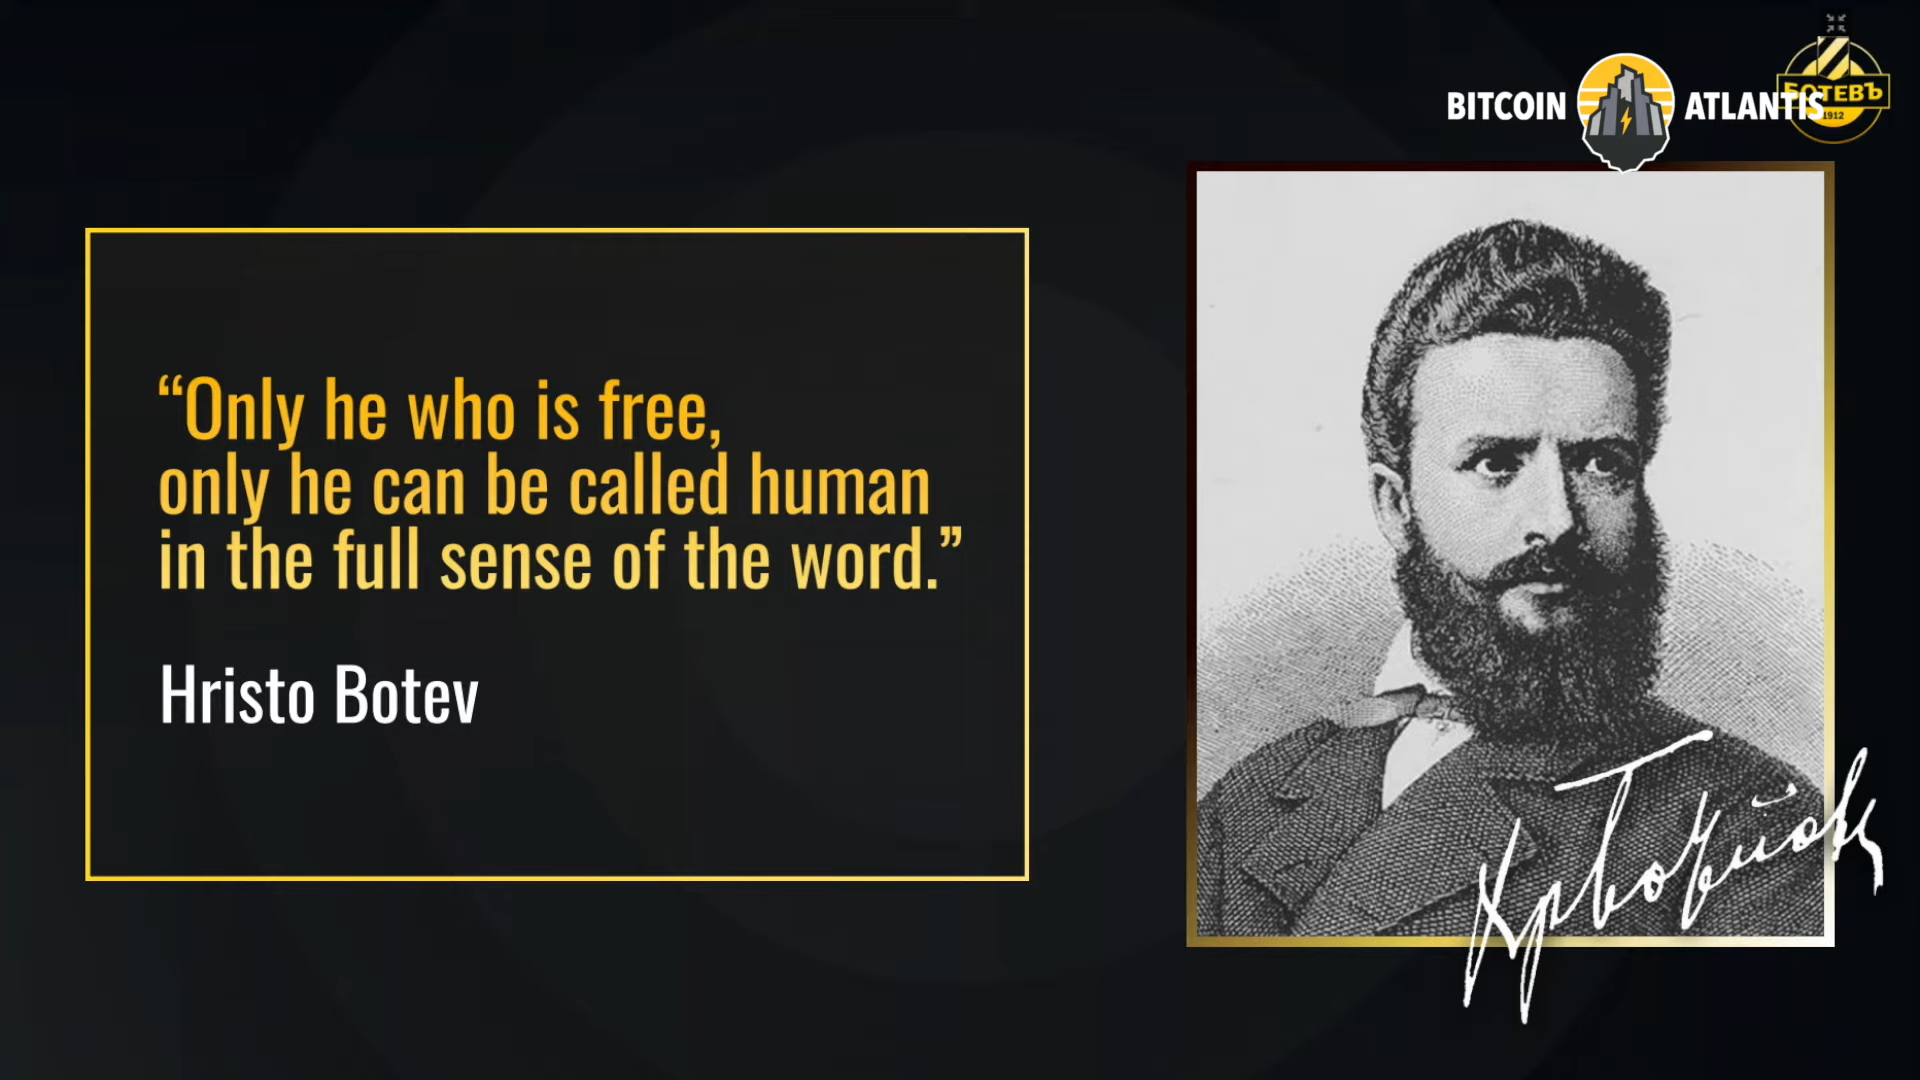 BITCOIN ATLANTIS
БОТЕВЪ
1912
“Only he who is free,
only he can be called human
in the full sense of the word.”
Hristo Botev